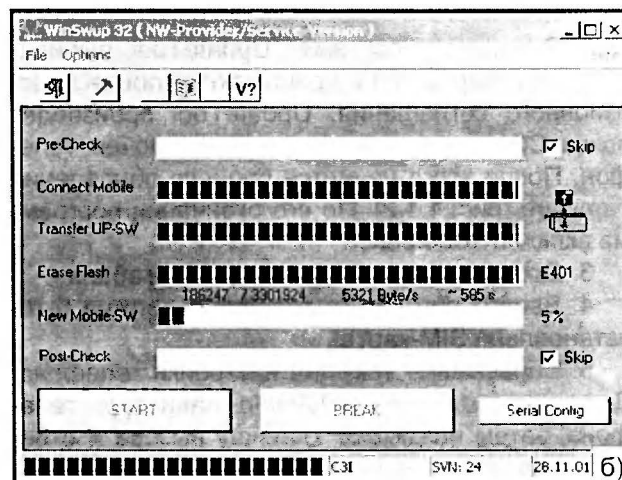 WinSwup 32 ( NW-Provider/Service Version )
File Options
V?
Pre-Check Skip
Connect Mobile
Transfer UP-SW
Erase Flash E401
186247 / 3301924 5321 Byte/s ~ 585 s
New Mobile-SW 5%
Post-Check Skip
START BREAK Serial Config
C3I SVN: 24 28.11.01 б)